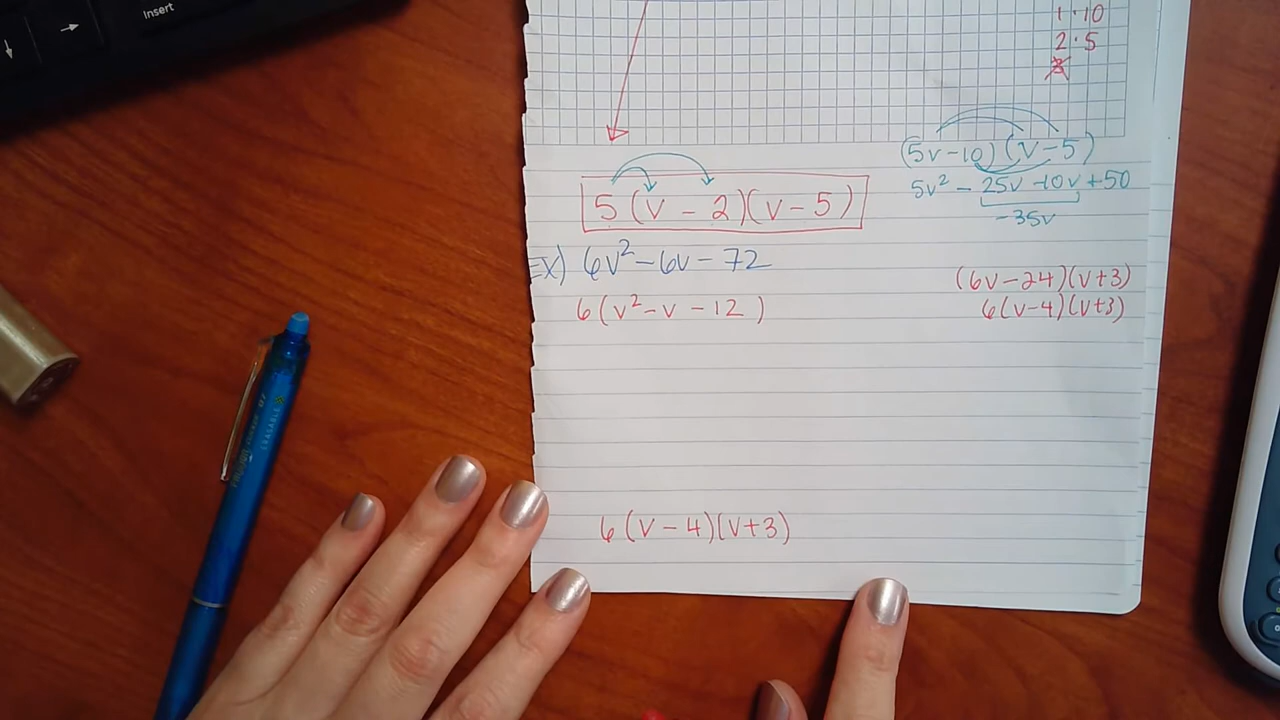 Insert
1·10
2·5
3
(5v-10)(v-5)
5v² - 25v -10v +50
-35v
5(v - 2)(v - 5)
EX) 6v² - 6v - 72
6(v² - v - 12)
(6v-24)(v+3)
6(v-4)(v+3)
6(v - 4)(v+3)